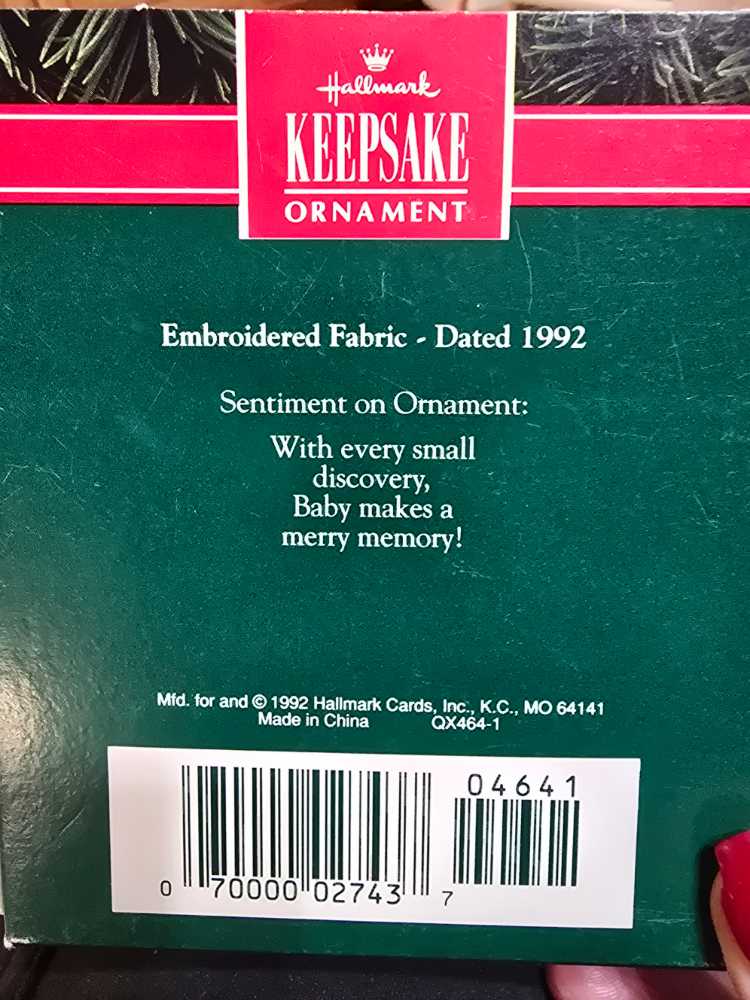 Hallmark
KEEPSAKE
ORNAMENT
Embroidered Fabric - Dated 1992
Sentiment on Ornament:
With every small
discovery,
Baby makes a
merry memory!
Mfd. for and © 1992 Hallmark Cards, Inc., K.C., MO 64141
Made in China QX464-1
04641
0 70000 02743 7